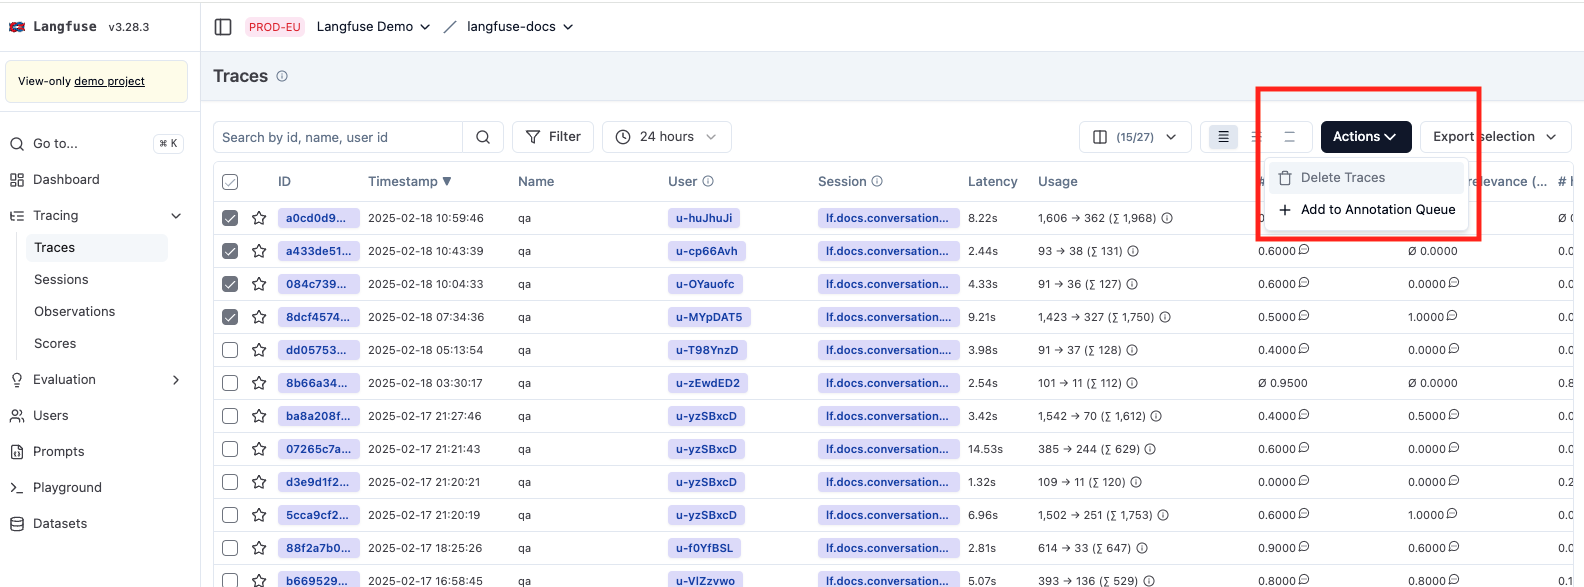 Langfuse v3.28.3
PROD-EU Langfuse Demo langfuse-docs
View-only demo project
Traces
Go to... ⌘ K
Dashboard
Tracing
Traces
Sessions
Observations
Scores
Evaluation
Users
Prompts
Playground
Datasets
Search by id, name, user id Filter 24 hours (15/27) Actions Export selection
Delete Traces
Add to Annotation Queue
ID Timestamp ▼ Name User Session Latency Usage # relevance (... # h
a0cd0d9... 2025-02-18 10:59:46 qa u-huJhuJi lf.docs.conversation... 8.22s 1,606 → 362 (∑ 1,968)
a433de51... 2025-02-18 10:43:39 qa u-cp66Avh lf.docs.conversation... 2.44s 93 → 38 (∑ 131) 0.6000 Ø 0.0000 0.0
084c739... 2025-02-18 10:04:33 qa u-OYauofc lf.docs.conversation... 4.33s 91 → 36 (∑ 127) 0.6000 0.0000 0.0
8dcf4574... 2025-02-18 07:34:36 qa u-MYpDAT5 lf.docs.conversation.... 9.21s 1,423 → 327 (∑ 1,750) 0.5000 1.0000 0.0
dd05753... 2025-02-18 05:13:54 qa u-T98YnzD lf.docs.conversation... 3.98s 91 → 37 (∑ 128) 0.4000 0.0000 0.0
8b66a34... 2025-02-18 03:30:17 qa u-zEwdED2 lf.docs.conversation... 2.54s 101 → 11 (∑ 112) Ø 0.9500 Ø 0.0000 0.8
ba8a208f... 2025-02-17 21:27:46 qa u-yzSBxcD lf.docs.conversation... 3.42s 1,542 → 70 (∑ 1,612) 0.4000 0.5000 0.0
07265c7a... 2025-02-17 21:21:43 qa u-yzSBxcD lf.docs.conversation... 14.53s 385 → 244 (∑ 629) 0.6000 0.0000 0.0
d3e9d1f2... 2025-02-17 21:20:21 qa u-yzSBxcD lf.docs.conversation... 1.32s 109 → 11 (∑ 120) 0.0000 0.0000 0.2
5cca9cf2... 2025-02-17 21:20:19 qa u-yzSBxcD lf.docs.conversation... 6.96s 1,502 → 251 (∑ 1,753) 0.6000 1.0000 0.0
88f2a7b0... 2025-02-17 18:25:26 qa u-f0YfBSL lf.docs.conversation... 2.81s 614 → 33 (∑ 647) 0.9000 0.6000 0.0
b669529... 2025-02-17 16:58:45 qa u-VlZzvwo lf.docs.conversation... 5.07s 393 → 136 (∑ 529) 0.8000 0.8000 0.1